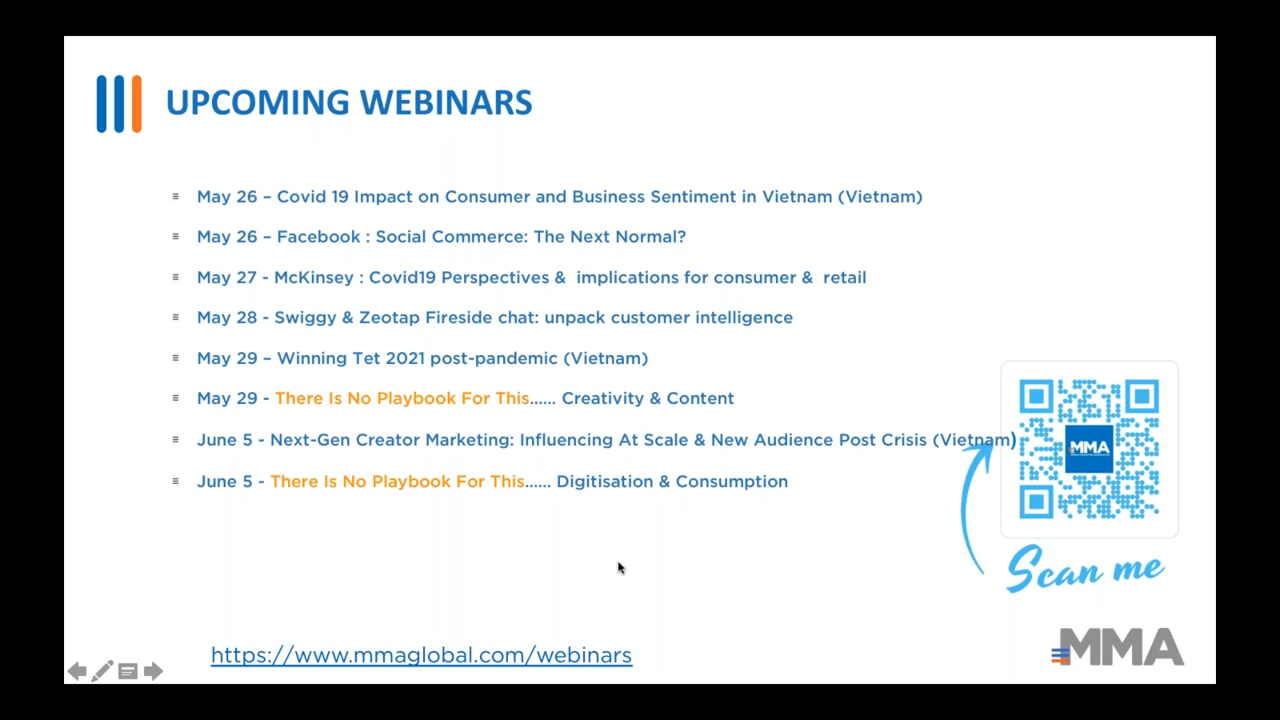 UPCOMING WEBINARS
May 26 – Covid 19 Impact on Consumer and Business Sentiment in Vietnam (Vietnam)
May 26 – Facebook : Social Commerce: The Next Normal?
May 27 - McKinsey : Covid19 Perspectives &  implications for consumer &  retail
May 28 - Swiggy & Zeotap Fireside chat: unpack customer intelligence
May 29 – Winning Tet 2021 post-pandemic (Vietnam)
May 29 - There Is No Playbook For This...... Creativity & Content
June 5 - Next-Gen Creator Marketing: Influencing At Scale & New Audience Post Crisis (Vietnam)
June 5 - There Is No Playbook For This...... Digitisation & Consumption
MMA
Scan me
https://www.mmaglobal.com/webinars
MMA